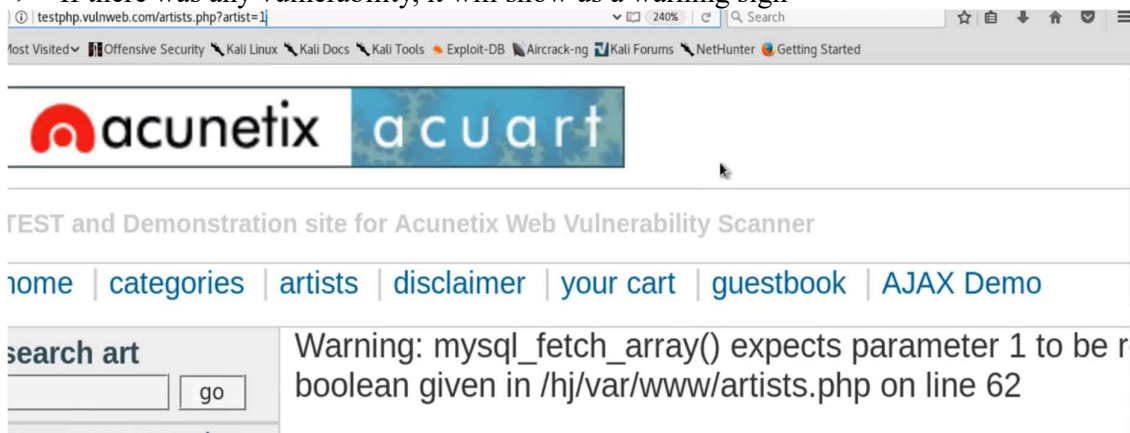 If there was any vulnerability, it will show us a warning sign
testphp.vulnweb.com/artists.php?artist=1 240% Search
Most Visited Offensive Security Kali Linux Kali Docs Kali Tools Exploit-DB Aircrack-ng Kali Forums NetHunter Getting Started
acunetix acuart
TEST and Demonstration site for Acunetix Web Vulnerability Scanner
home | categories | artists | disclaimer | your cart | guestbook | AJAX Demo
search art
go
Warning: mysql_fetch_array() expects parameter 1 to be r
boolean given in /hj/var/www/artists.php on line 62